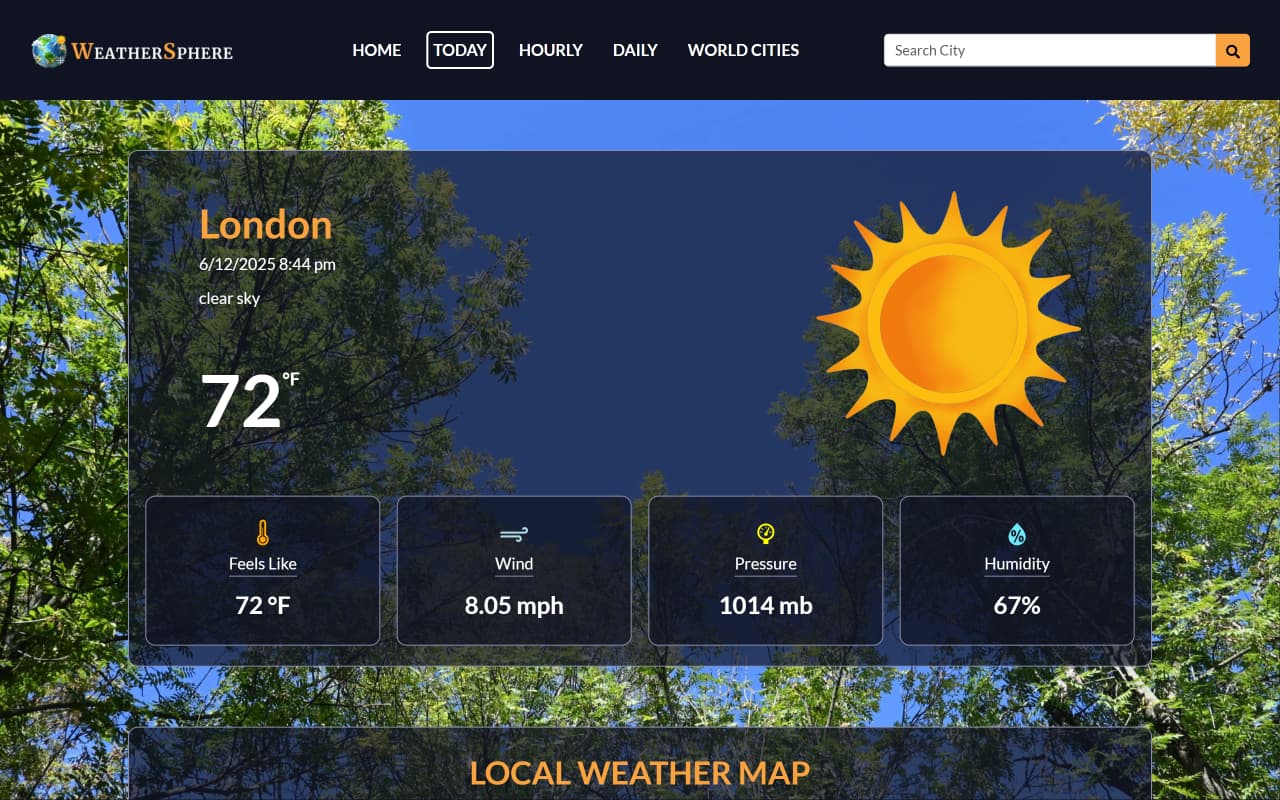 WEATHERSPHERE
HOME TODAY HOURLY DAILY WORLD CITIES
Search City
London
6/12/2025 8:44 pm
clear sky
72°F
Feels Like
72 °F
Wind
8.05 mph
Pressure
1014 mb
%
Humidity
67%
LOCAL WEATHER MAP